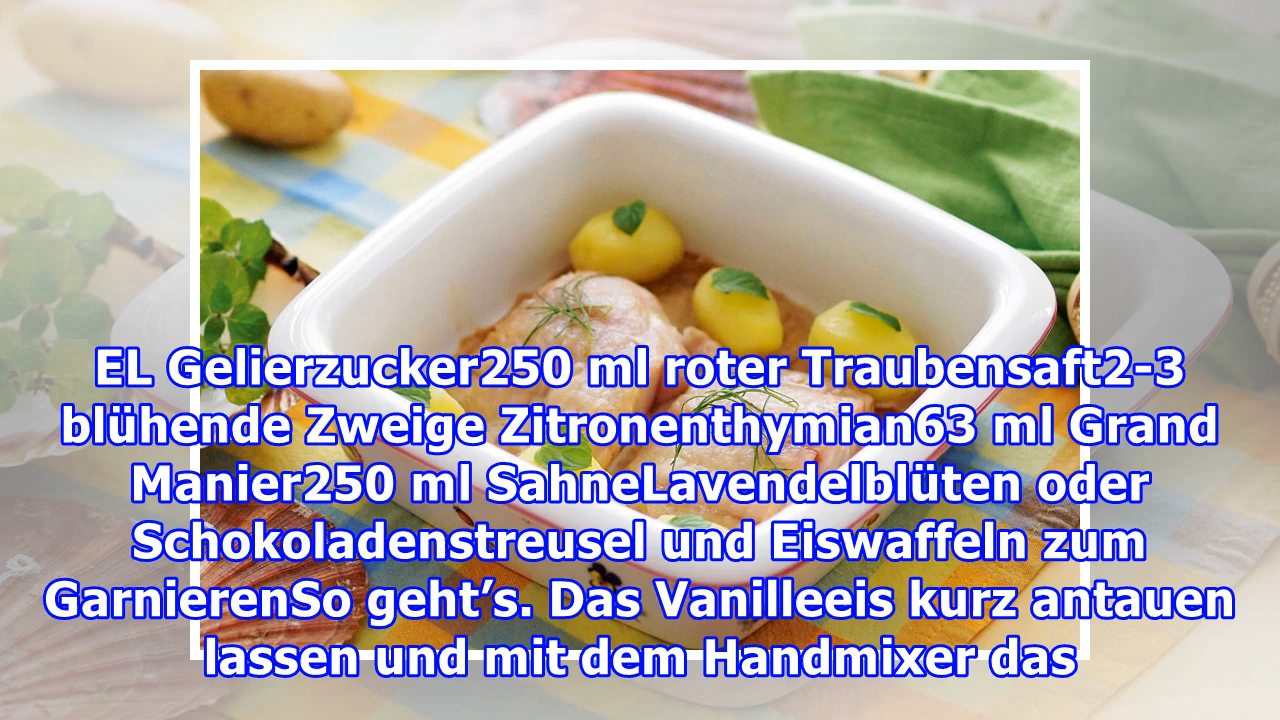 EL Gelierzucker250 ml roter Traubensaft2-3
blühende Zweige Zitronenthymian63 ml Grand
Manier250 ml SahneLavendelblüten oder
Schokoladenstreusel und Eiswaffeln zum
GarnierenSo geht’s. Das Vanilleeis kurz antauen
lassen und mit dem Handmixer das